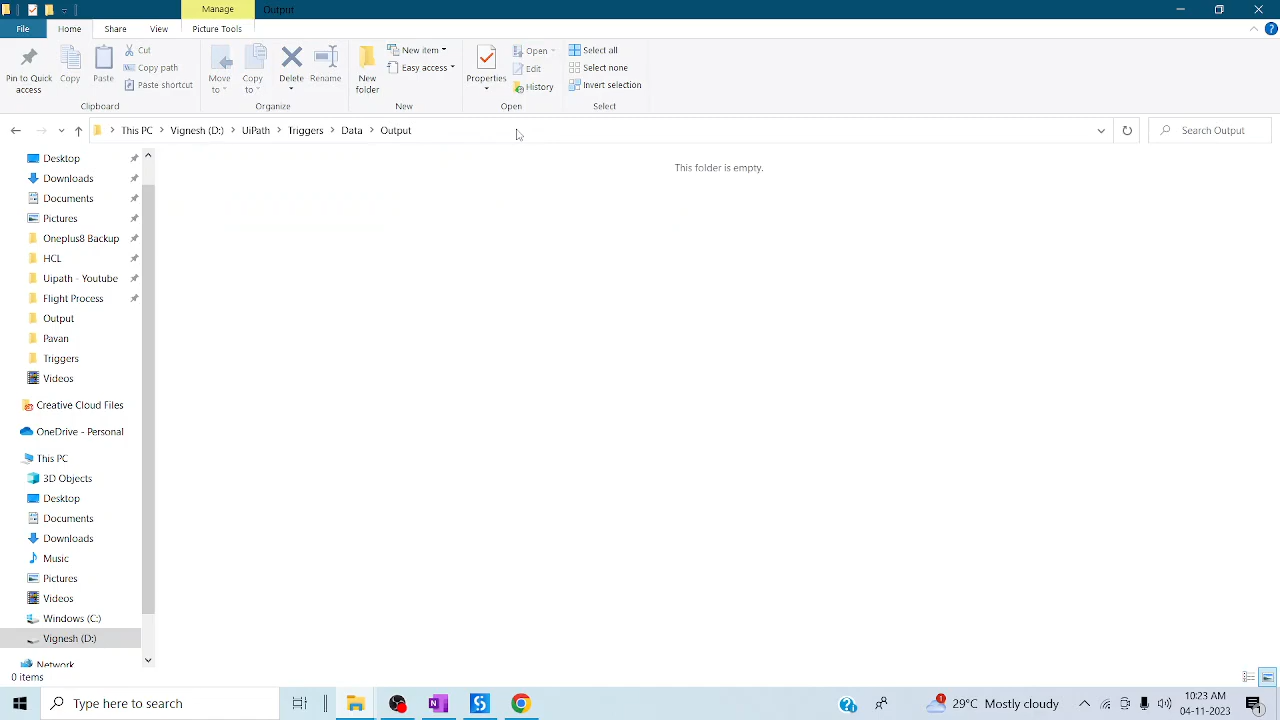 Manage
Output
File
Home
Share
View
Picture Tools
Pin to Quick access
Copy
Paste
Cut
Copy path
Paste shortcut
Clipboard
Move to
Copy to
Delete
Rename
Organize
New folder
New item
Easy access
New
Properties
Open
Edit
History
Open
Select all
Select none
Invert selection
Select
This PC > Vignesh (D:) > UiPath > Triggers > Data > Output
Search Output
This folder is empty.
Desktop
Downloads
Documents
Pictures
Oneplus8 Backup
HCL
Uipath - Youtube
Flight Process
Output
Pavan
Triggers
Videos
Creative Cloud Files
OneDrive - Personal
This PC
3D Objects
Desktop
Documents
Downloads
Music
Pictures
Videos
Windows (C:)
Vignesh (D:)
Network
0 items
Type here to search
29°C Mostly cloudy
10:23 AM
04-11-2023